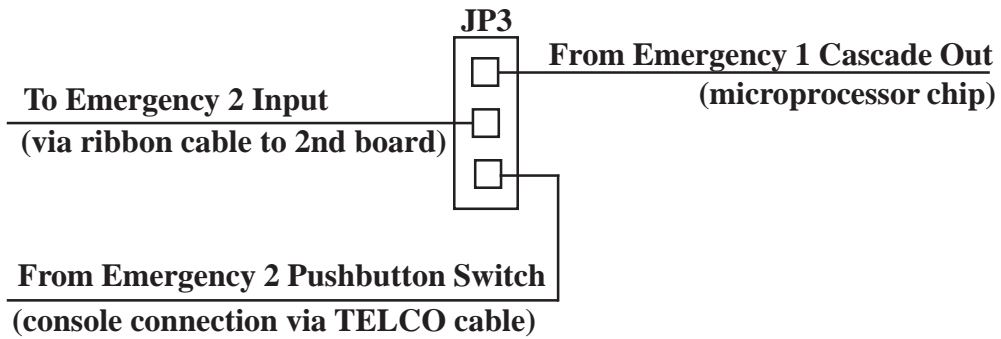 JP3
From Emergency 1 Cascade Out
(microprocessor chip)
To Emergency 2 Input
(via ribbon cable to 2nd board)
From Emergency 2 Pushbutton Switch
(console connection via TELCO cable)